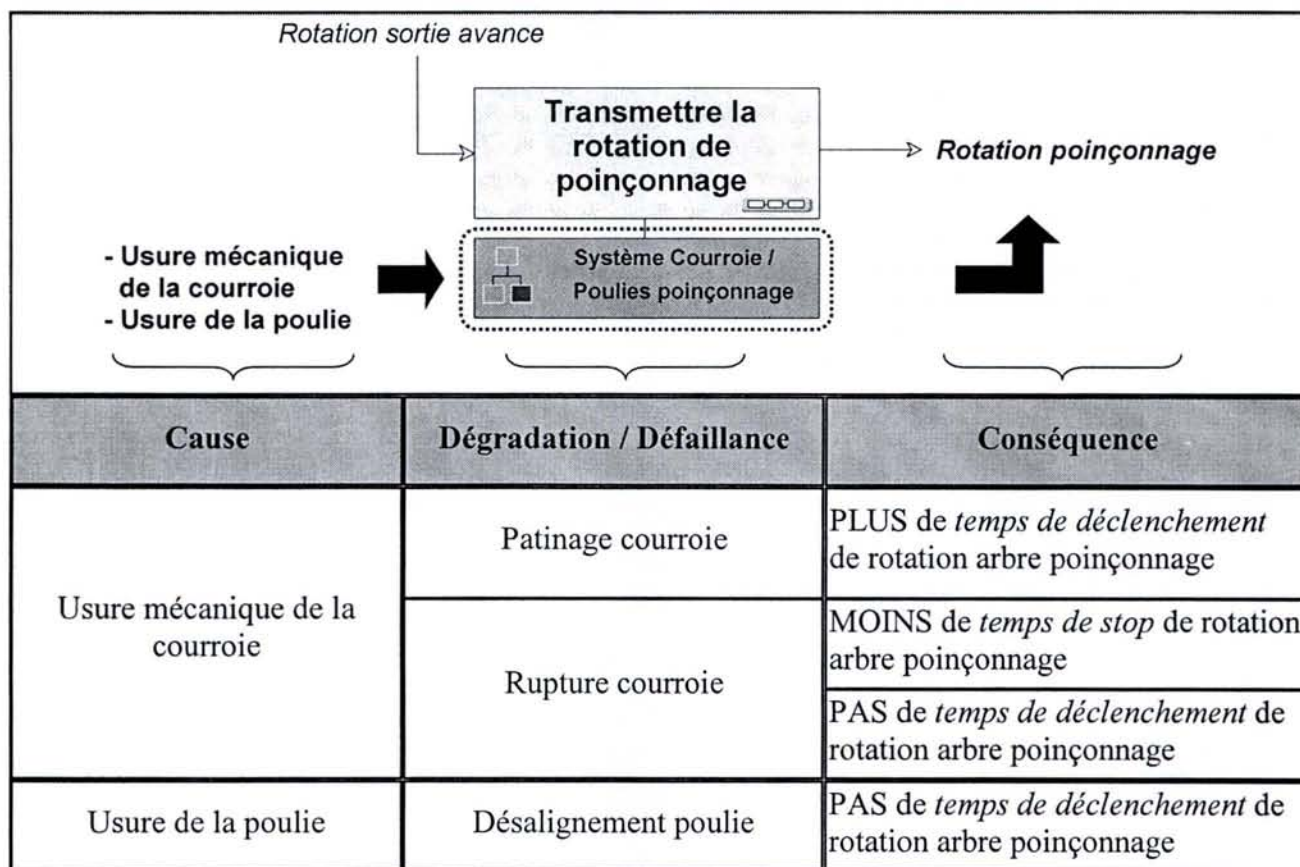 Rotation sortie avance
Transmettre la
rotation de
poinçonnage
Rotation poinçonnage
- Usure mécanique
de la courroie
- Usure de la poulie
Système Courroie /
Poulies poinçonnage
Cause
Dégradation / Défaillance
Conséquence
Usure mécanique de la
courroie
Patinage courroie
PLUS de temps de déclenchement
de rotation arbre poinçonnage
Rupture courroie
MOINS de temps de stop de rotation
arbre poinçonnage
PAS de temps de déclenchement de
rotation arbre poinçonnage
Usure de la poulie
Désalignement poulie
PAS de temps de déclenchement de
rotation arbre poinçonnage